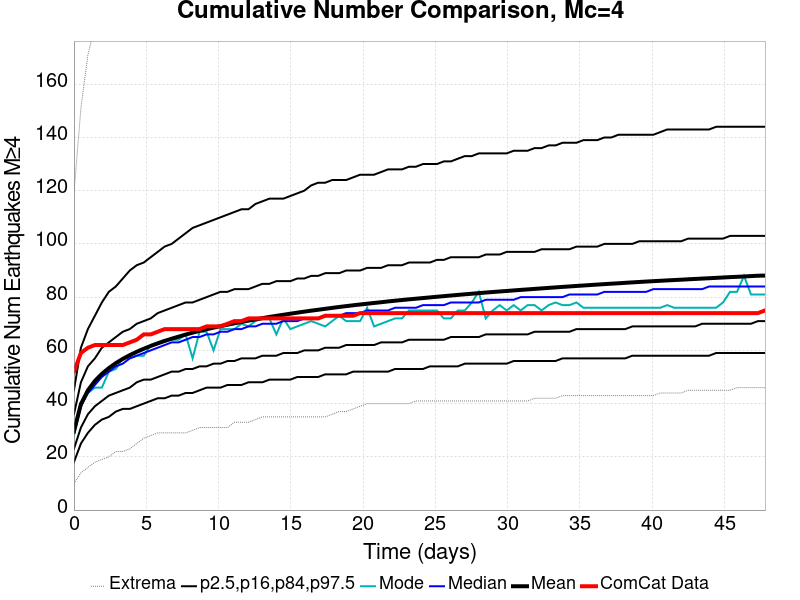 Cumulative Number Comparison, Mc=4
Cumulative Num Earthquakes M≥4
160
140
120
100
80
60
40
20
0
0 5 10 15 20 25 30 35 40 45
Time (days)
Extrema p2.5,p16,p84,p97.5 Mode Median Mean ComCat Data